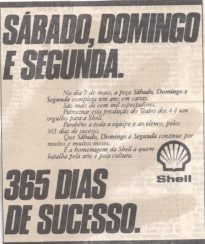 SÁBADO, DOMINGO
E SEGUNDA.
No dia 7 de maio, a peça Sábado, Domingo e
Segunda completa um ano em cartaz.
São mais de cem mil espectadores.
Patrocinar esta produção do Teatro dos 4 é um
orgulho para a Shell.
Parabéns a toda a equipe e ao elenco, pelos
365 dias de sucesso.
Que Sábado, Domingo e Segunda continue por
muitos e muitos meses.
É a homenagem da Shell a quem
batalha pela arte e pela cultura.
Shell
365 DIAS
DE SUCESSO.